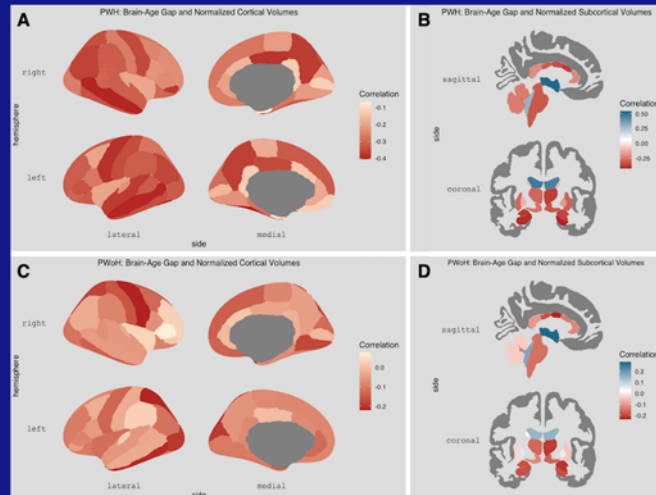 A
PWH: Brain-Age Gap and Normalized Cortical Volumes
right
left
hemisphere
lateral
medial
side
Correlation
-0.1
-0.2
-0.3
-0.4
B
PWH: Brain-Age Gap and Normalized Subcortical Volumes
sagittal
coronal
side
Correlation
0.50
0.25
0.00
-0.25
C
PWoH: Brain-Age Gap and Normalized Cortical Volumes
right
left
hemisphere
lateral
medial
side
Correlation
0.0
-0.1
-0.2
D
PWoH: Brain-Age Gap and Normalized Subcortical Volumes
sagittal
coronal
side
Correlation
0.2
0.1
0.0
-0.1
-0.2